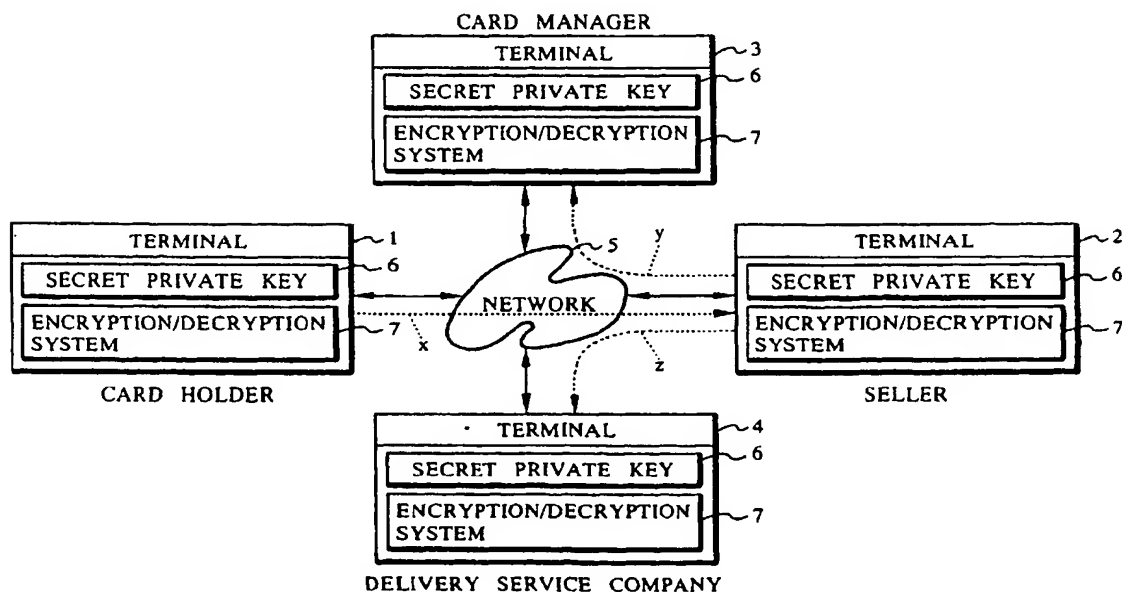 CARD MANAGER
TERMINAL
3
SECRET PRIVATE KEY
6
ENCRYPTION/DECRYPTION
SYSTEM
7
TERMINAL
1
SECRET PRIVATE KEY
6
ENCRYPTION/DECRYPTION
SYSTEM
7
CARD HOLDER
x
NETWORK
5
y
z
TERMINAL
2
SECRET PRIVATE KEY
6
ENCRYPTION/DECRYPTION
SYSTEM
7
SELLER
TERMINAL
4
SECRET PRIVATE KEY
6
ENCRYPTION/DECRYPTION
SYSTEM
7
DELIVERY SERVICE COMPANY